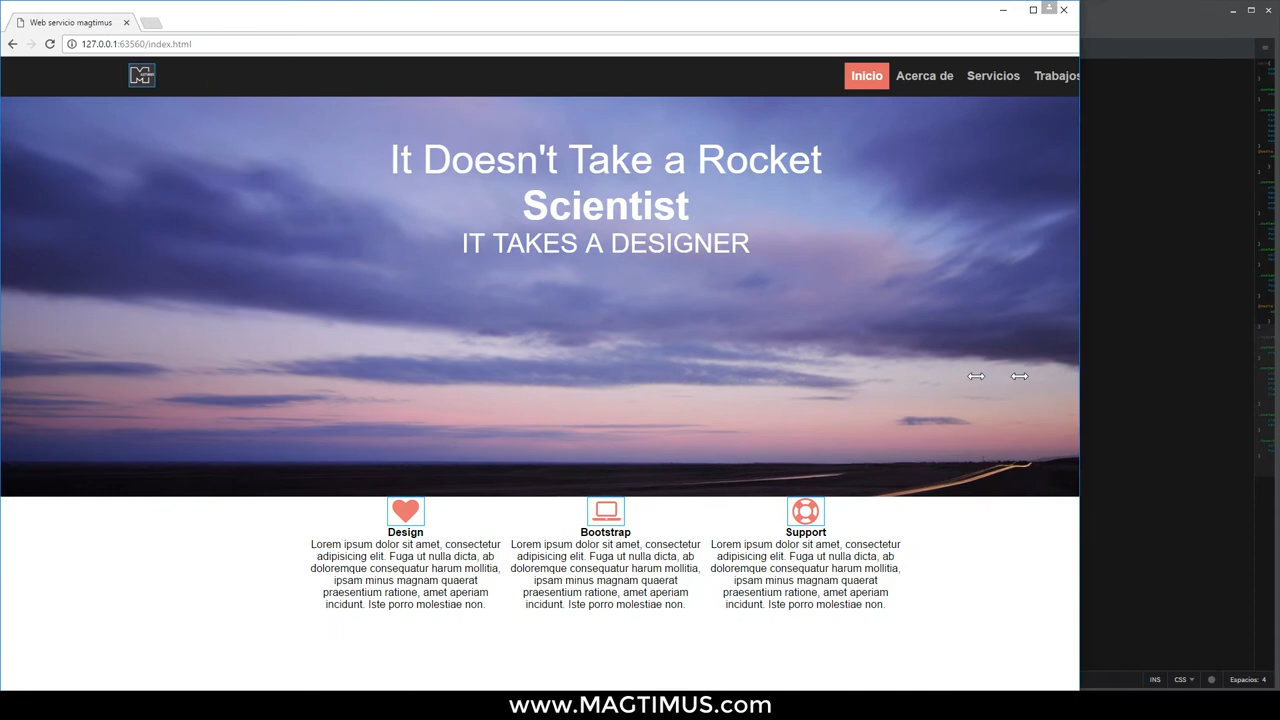 Web servicio magtimus
127.0.0.1:63560/index.html
Inicio Acerca de Servicios Trabajos
It Doesn't Take a Rocket
Scientist
IT TAKES A DESIGNER
Design
Lorem ipsum dolor sit amet, consectetur
adipisicing elit. Fuga ut nulla dicta, ab
doloremque consequatur harum mollitia,
ipsam minus magnam quaerat
praesentium ratione, amet aperiam
incidunt. Iste porro molestiae non.
Bootstrap
Lorem ipsum dolor sit amet, consectetur
adipisicing elit. Fuga ut nulla dicta, ab
doloremque consequatur harum mollitia,
ipsam minus magnam quaerat
praesentium ratione, amet aperiam
incidunt. Iste porro molestiae non.
Support
Lorem ipsum dolor sit amet, consectetur
adipisicing elit. Fuga ut nulla dicta, ab
doloremque consequatur harum mollitia,
ipsam minus magnam quaerat
praesentium ratione, amet aperiam
incidunt. Iste porro molestiae non.
INS CSS Espacios: 4
www.MAGTIMUS.com